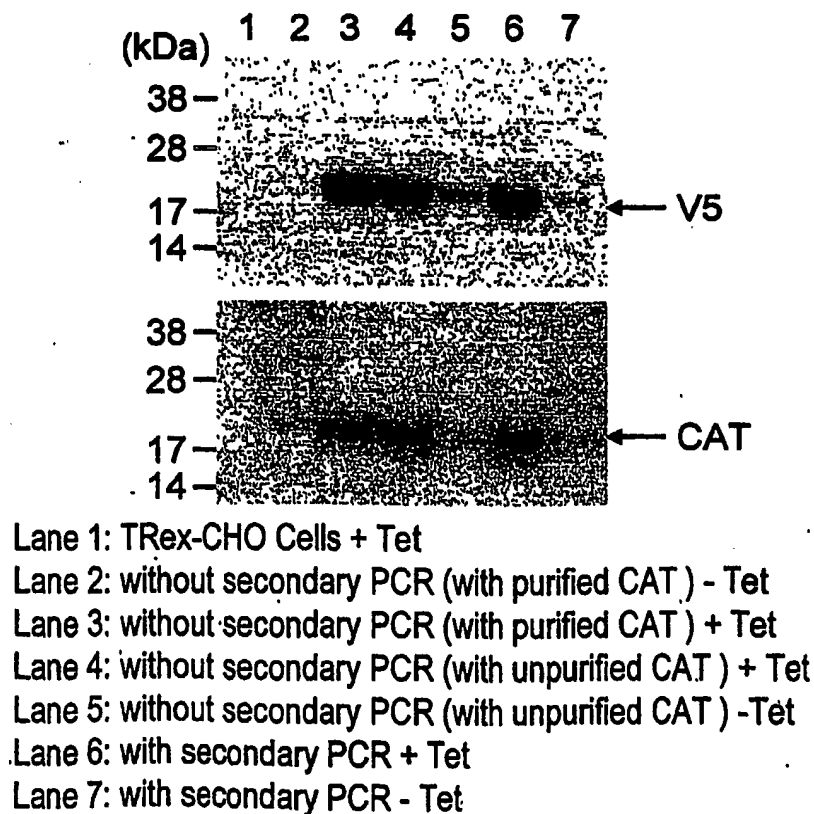 1 2 3 4 5 6 7
(kDa)
38
28
17
14
V5
38
28
17
14
CAT
Lane 1: TRex-CHO Cells + Tet
Lane 2: without secondary PCR (with purified CAT ) - Tet
Lane 3: without secondary PCR (with purified CAT ) + Tet
Lane 4: without secondary PCR (with unpurified CAT ) + Tet
Lane 5: without secondary PCR (with unpurified CAT ) -Tet
Lane 6: with secondary PCR + Tet
Lane 7: with secondary PCR - Tet